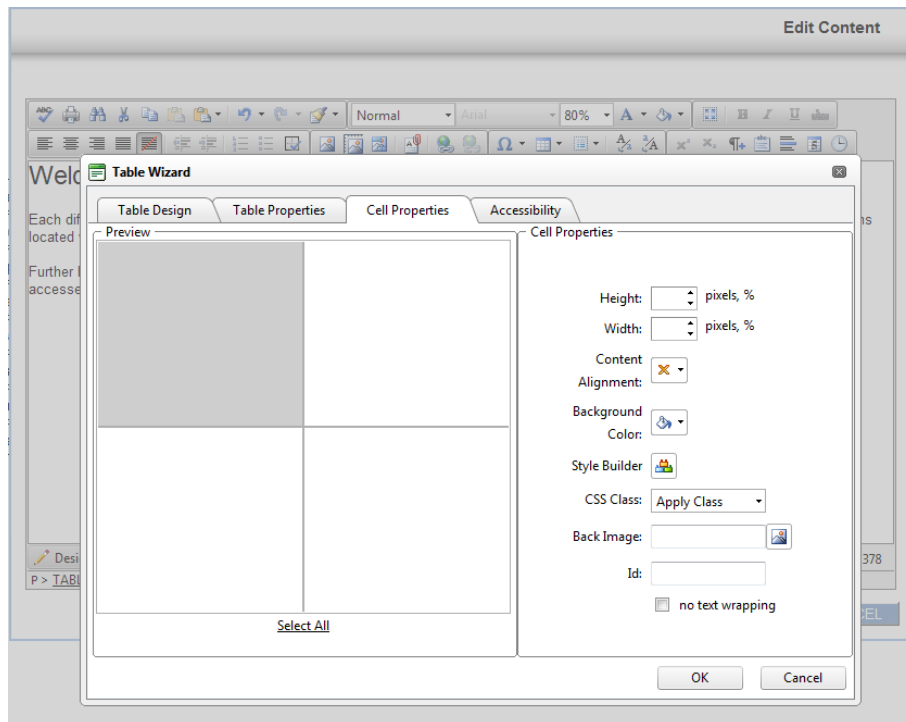 Edit Content
ABC
Normal Arial 80% A
B I U abc
Ω
Welc
Table Wizard
Table Design Table Properties Cell Properties Accessibility
Each dif
located
Further
accesse
Preview
Cell Properties
Height: pixels, %
Width: pixels, %
Content
Alignment:
Background
Color:
Style Builder
CSS Class: Apply Class
Back Image:
Id:
no text wrapping
Select All
Desi
378
P > TABL
CEL
OK Cancel